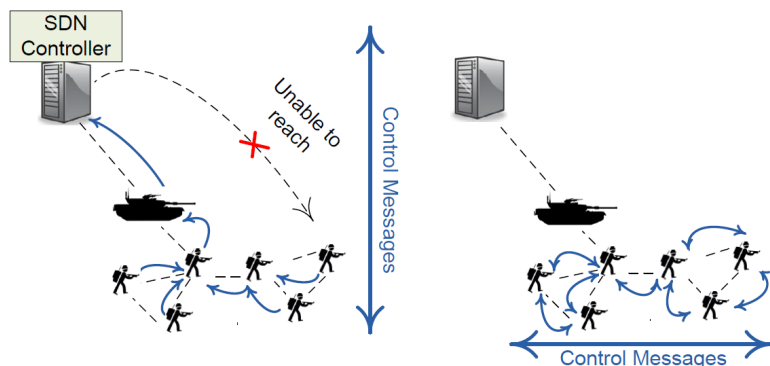 SDN
Controller
Unable to
reach
Control Messages
Control Messages